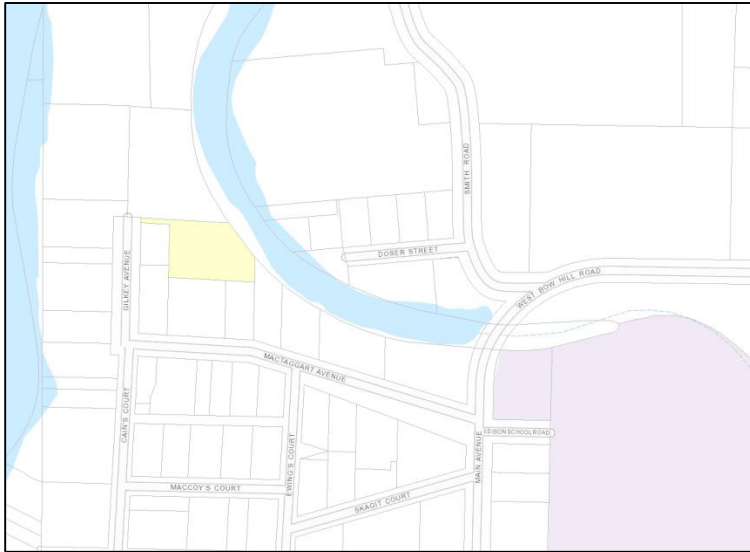 SMITH ROAD
DOSER STREET
GILKEY AVENUE
WEST BOW HILL ROAD
MACTAGGART AVENUE
CAIN'S COURT
EWING'S COURT
MAIN AVENUE
EDISON SCHOOL ROAD
MACCOY'S COURT
SKAGIT COURT